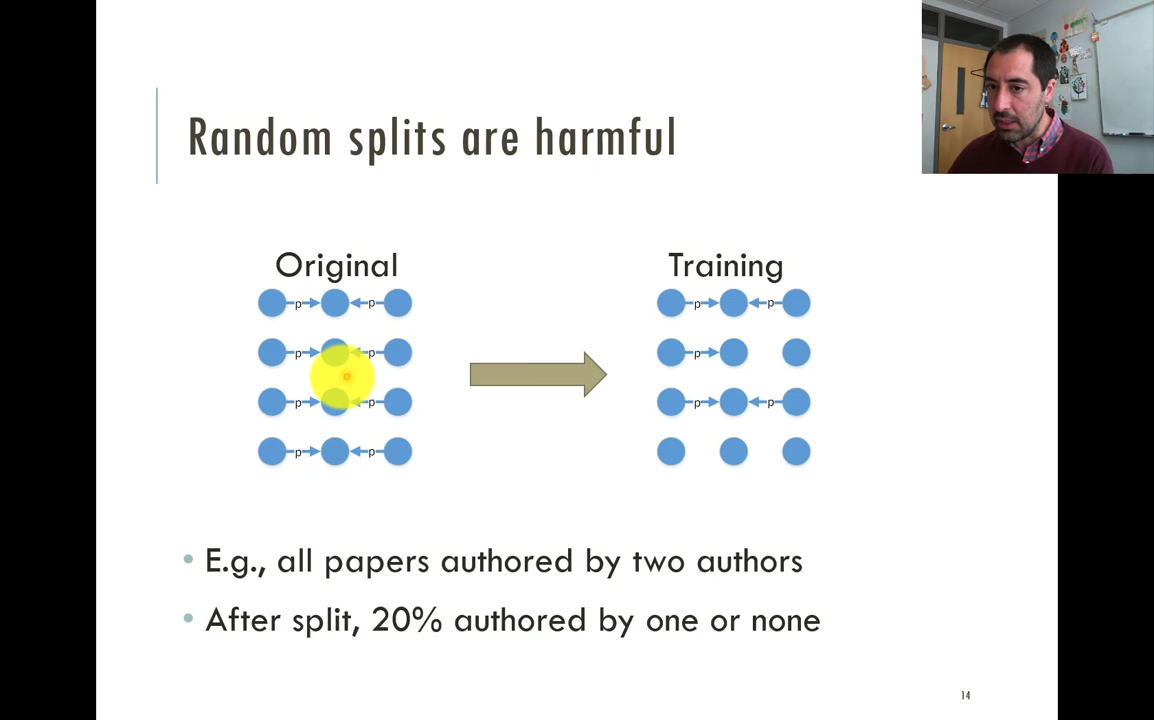 Random splits are harmful
Original
p p
p p
p p
p p
Training
p p
p
p p
• E.g., all papers authored by two authors
• After split, 20% authored by one or none
14